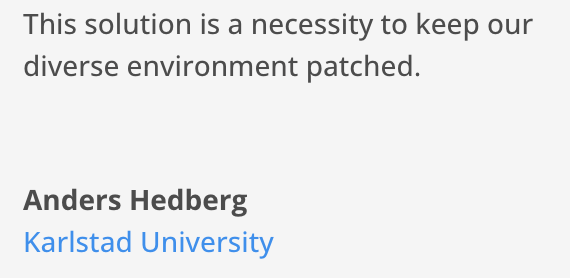 This solution is a necessity to keep our
diverse environment patched.
Anders Hedberg
Karlstad University